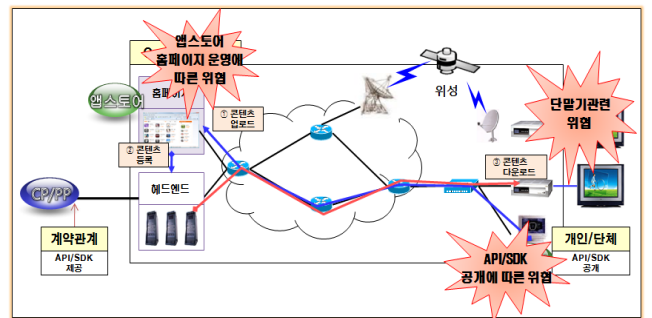 앱스토어
홈페이지 운영에
따른 위협
앱스토어
① 콘텐츠
업로드
② 콘텐츠
등록
헤드엔드
CP/PP
계약관계
API/SDK
제공
위성
단말기관련
위협
③ 콘텐츠
다운로드
API/SDK
공개에 따른 위협
개인/단체
API/SDK
공개